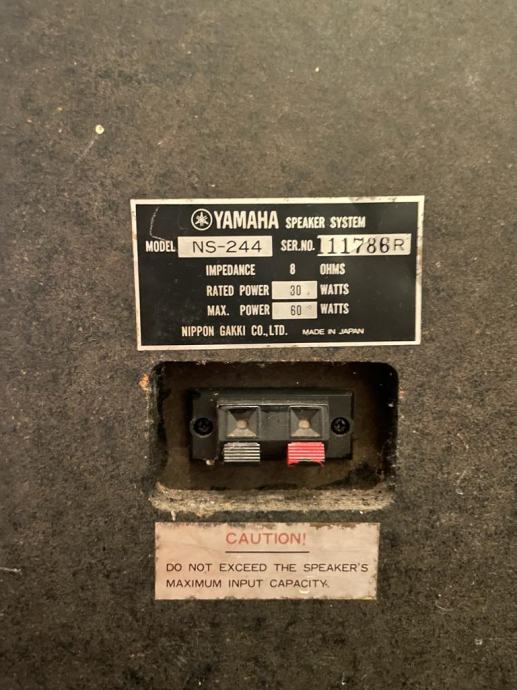 YAMAHA SPEAKER SYSTEM
MODEL NS-244 SER.NO. 111786R
IMPEDANCE 8 OHMS
RATED POWER 30 WATTS
MAX. POWER 60 WATTS
NIPPON GAKKI CO., LTD. MADE IN JAPAN
CAUTION!
DO NOT EXCEED THE SPEAKER'S
MAXIMUM INPUT CAPACITY.